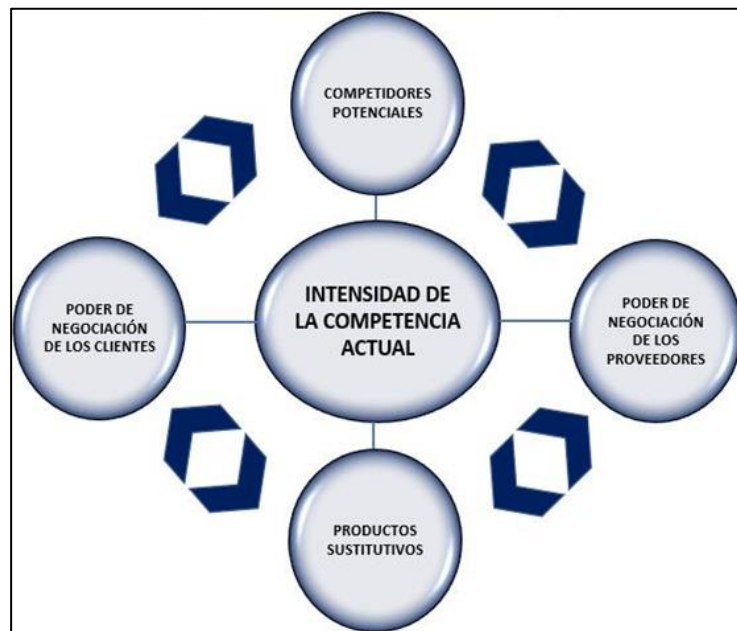 COMPETIDORES
POTENCIALES
PODER DE
NEGOCIACIÓN
DE LOS CLIENTES
INTENSIDAD DE
LA COMPETENCIA
ACTUAL
PODER DE
NEGOCIACIÓN
DE LOS
PROVEEDORES
PRODUCTOS
SUSTITUTIVOS